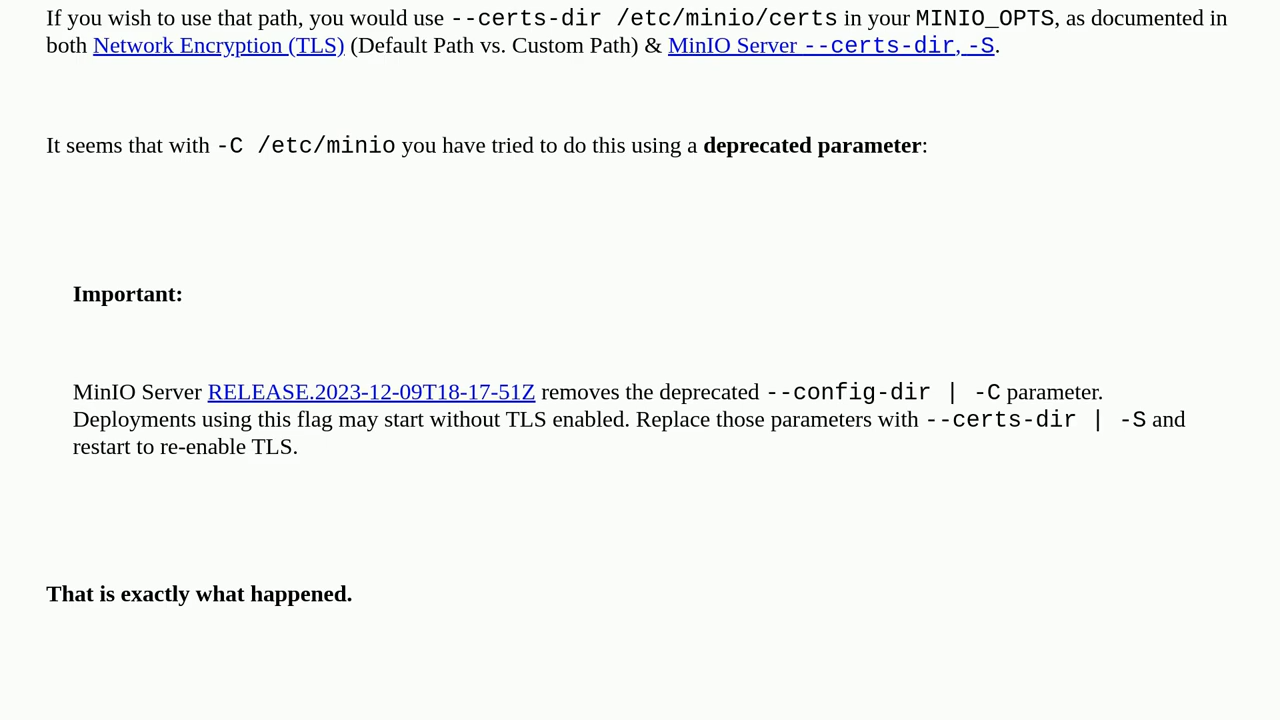 If you wish to use that path, you would use --certs-dir /etc/minio/certs in your MINIO_OPTS, as documented in
both Network Encryption (TLS) (Default Path vs. Custom Path) & MinIO Server --certs-dir, -S.
It seems that with -C /etc/minio you have tried to do this using a deprecated parameter:
Important:
MinIO Server RELEASE.2023-12-09T18-17-51Z removes the deprecated --config-dir | -C parameter.
Deployments using this flag may start without TLS enabled. Replace those parameters with --certs-dir | -S and
restart to re-enable TLS.
That is exactly what happened.